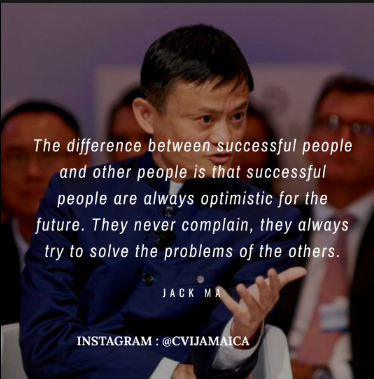 The difference between successful people
and other people is that successful
people are always optimistic for the
future. They never complain, they always
try to solve the problems of the others.
JACK MA
INSTAGRAM : @CVIJAMAICA